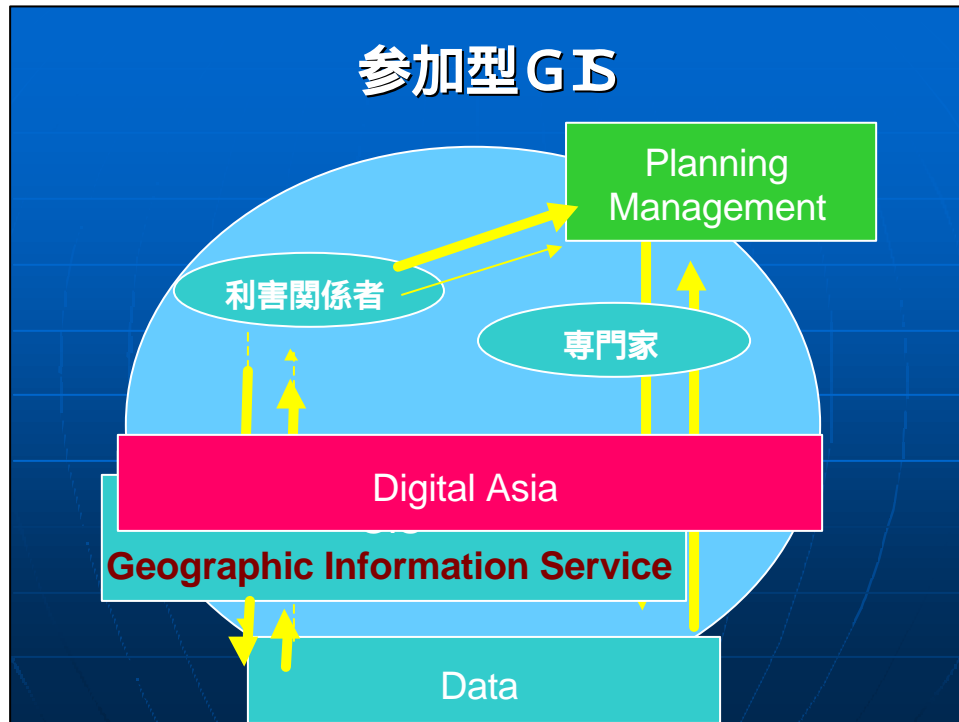 参加型GIS
Planning
Management
利害関係者
専門家
Digital Asia
Geographic Information Service
Data